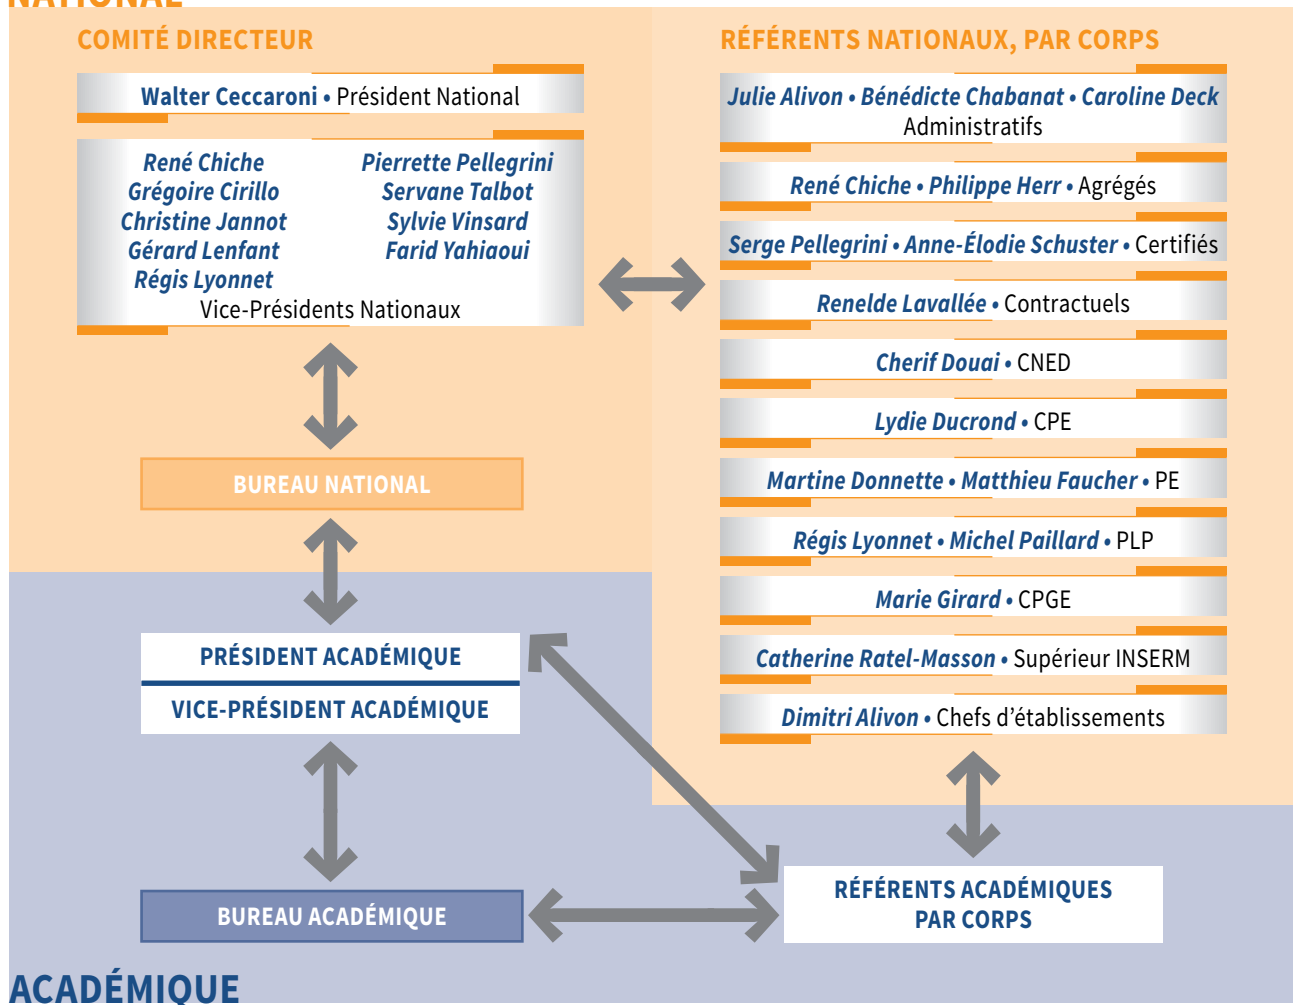 NATIONAL
COMITÉ DIRECTEUR
Walter Ceccaroni • Président National
René Chiche
Grégoire Cirillo
Christine Jannot
Gérard Lenfant
Régis Lyonnet
Pierrette Pellegrini
Servane Talbot
Sylvie Vinsard
Farid Yahiaoui
Vice-Présidents Nationaux
BUREAU NATIONAL
RÉFÉRENTS NATIONAUX, PAR CORPS
Julie Alivon • Bénédicte Chabanat • Caroline Deck
Administratifs
René Chiche • Philippe Herr • Agrégés
Serge Pellegrini • Anne-Élodie Schuster • Certifiés
Renelde Lavallée • Contractuels
Cherif Douai • CNED
Lydie Ducrond • CPE
Martine Donnette • Matthieu Faucher • PE
Régis Lyonnet • Michel Paillard • PLP
Marie Girard • CPGE
Catherine Ratel-Masson • Supérieur INSERM
Dimitri Alivon • Chefs d’établissements
PRÉSIDENT ACADÉMIQUE
VICE-PRÉSIDENT ACADÉMIQUE
BUREAU ACADÉMIQUE
RÉFÉRENTS ACADÉMIQUES
PAR CORPS
ACADÉMIQUE